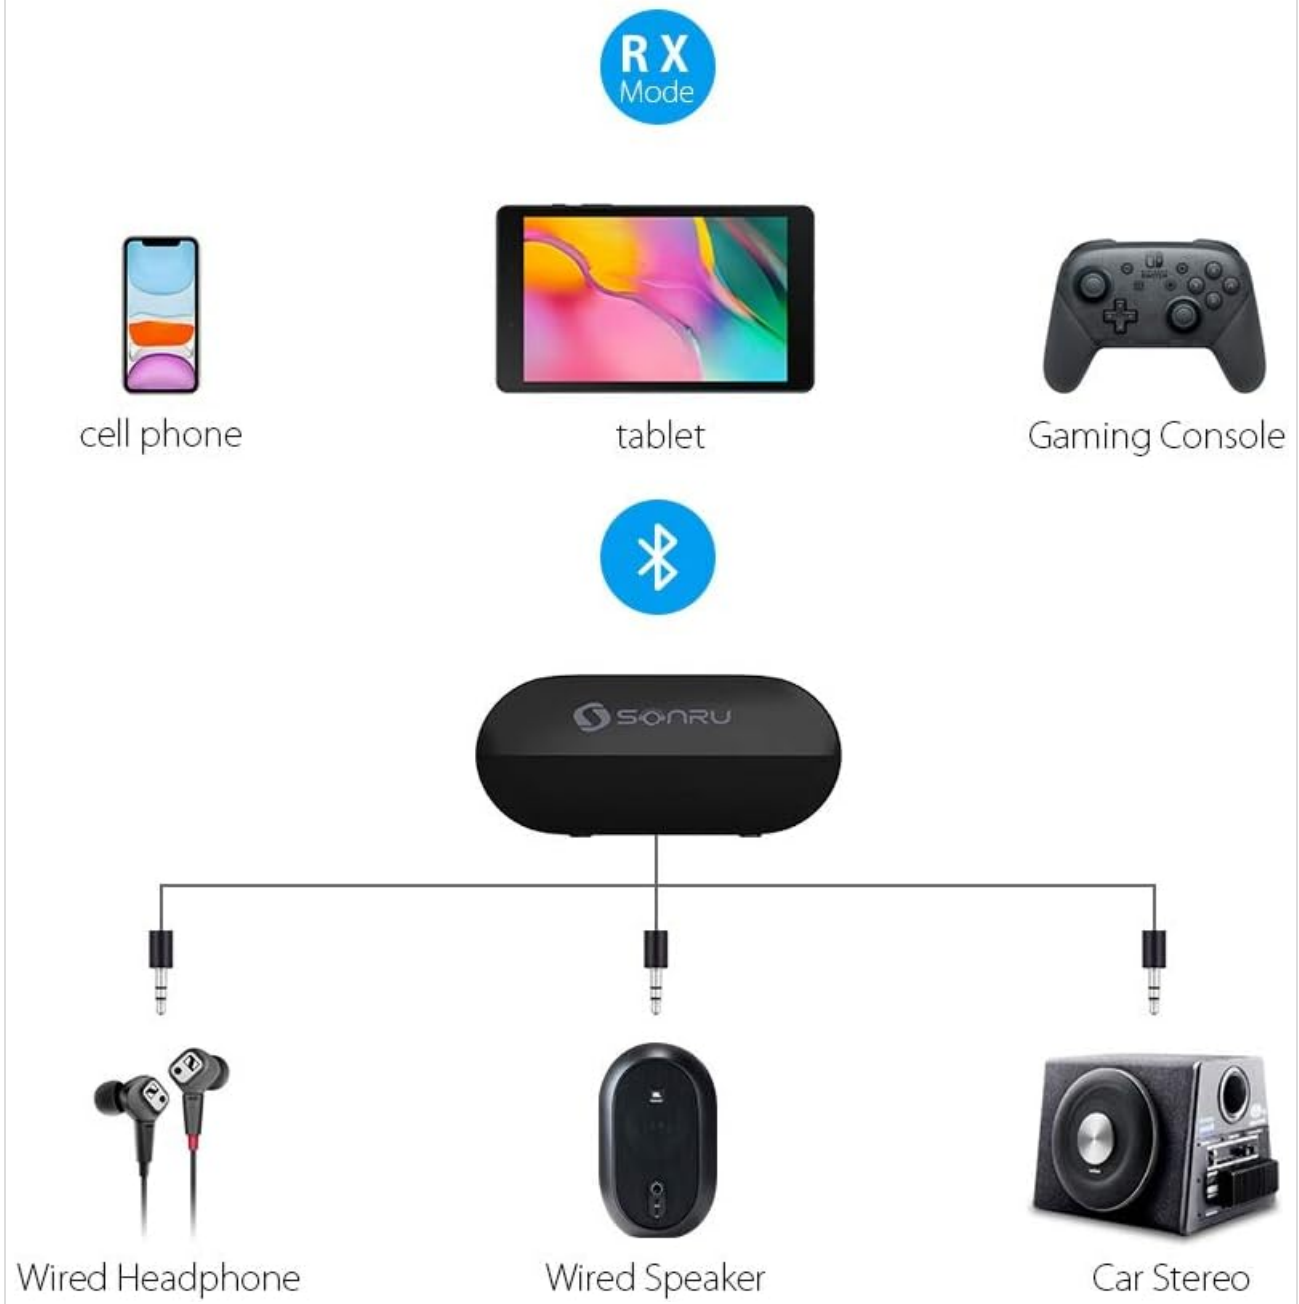 RX
Mode
cell phone
tablet
Gaming Console
SONRU
Wired Headphone
Wired Speaker
Car Stereo